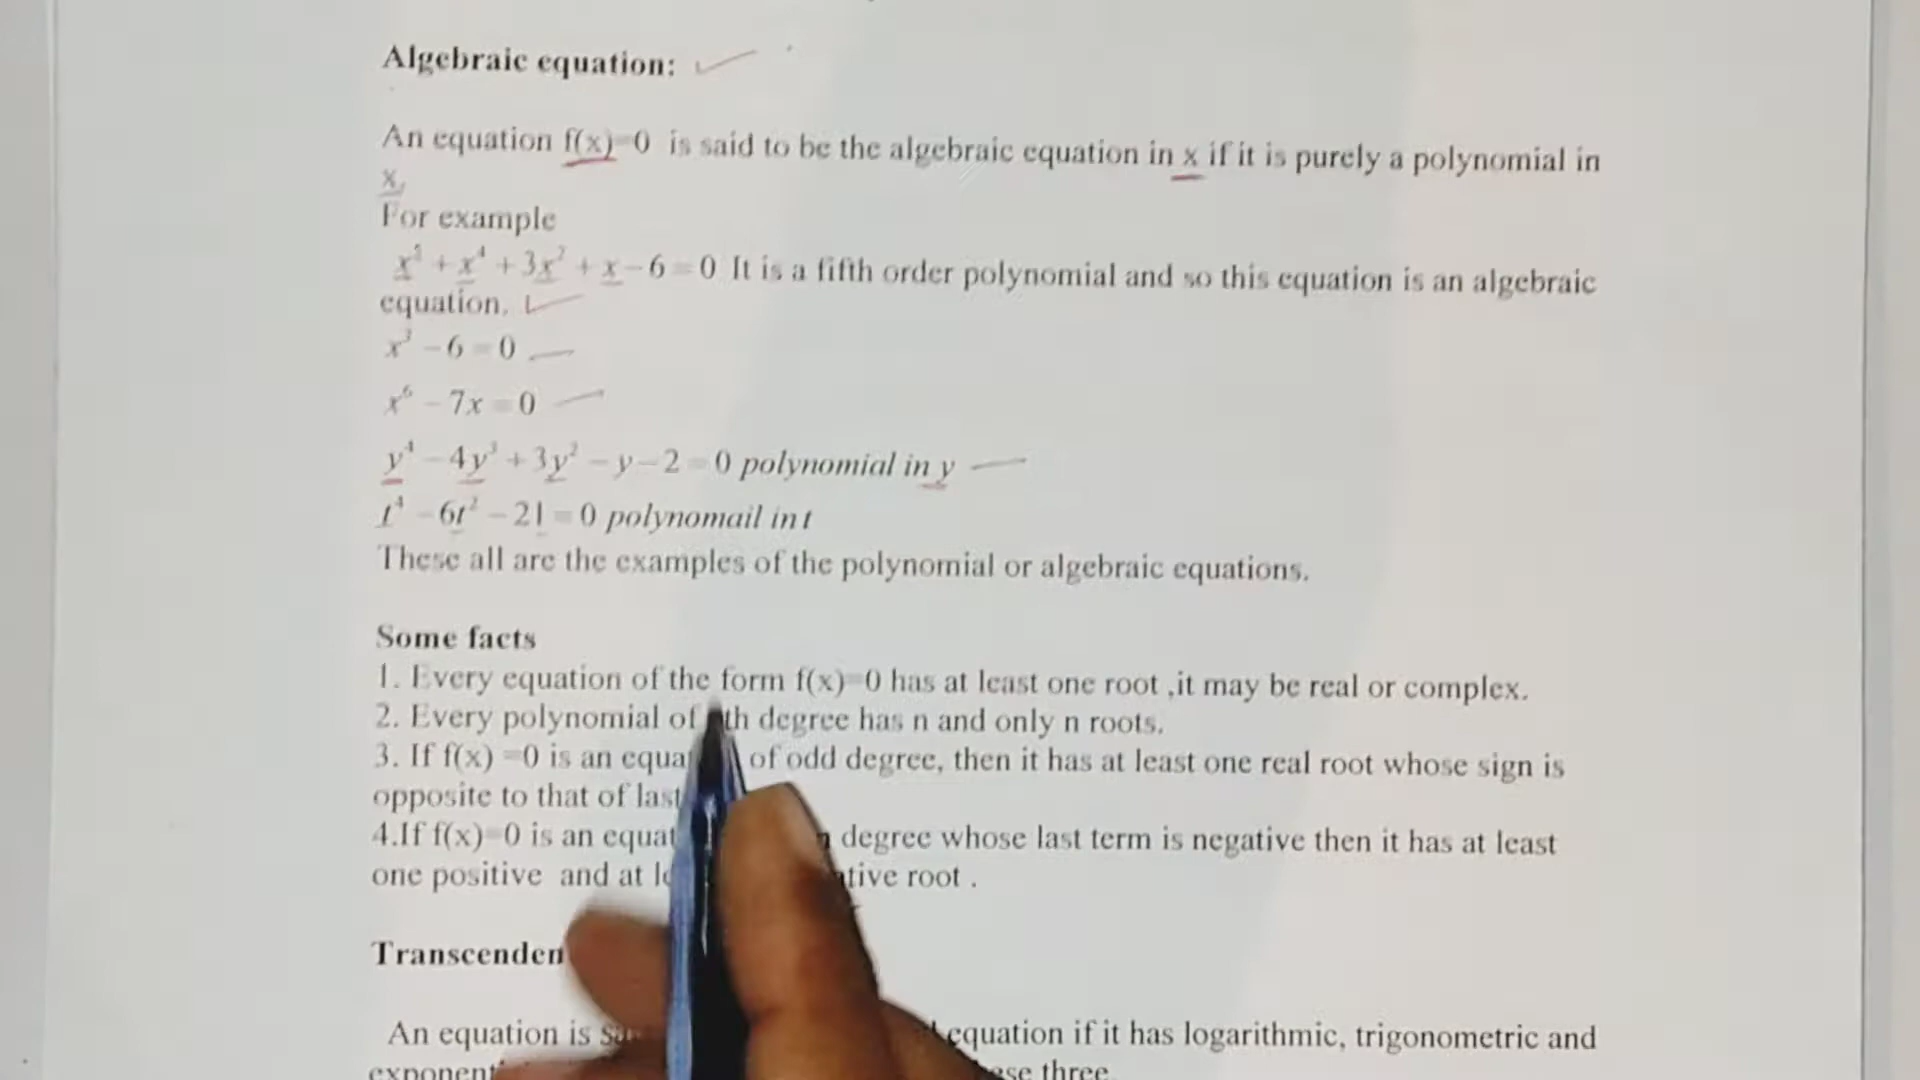 Algebraic equation:
An equation f(x)=0 is said to be the algebraic equation in x if it is purely a polynomial in
x,
For example
x⁵ + x⁴ + 3x² + x − 6 = 0 It is a fifth order polynomial and so this equation is an algebraic
equation.
x³ − 6 = 0
x⁶ − 7x = 0
y⁴ − 4y³ + 3y² − y − 2 = 0 polynomial in y
t⁴ − 6t² − 21 = 0 polynomail in t
These all are the examples of the polynomial or algebraic equations.
Some facts
1. Every equation of the form f(x)=0 has at least one root ,it may be real or complex.
2. Every polynomial of th degree has n and only n roots.
3. If f(x) =0 is an equa of odd degree, then it has at least one real root whose sign is
opposite to that of last
4.If f(x)=0 is an equat degree whose last term is negative then it has at least
one positive and at tive root .
Transcenden
An equation is equation if it has logarithmic, trigonometric and
exponent three